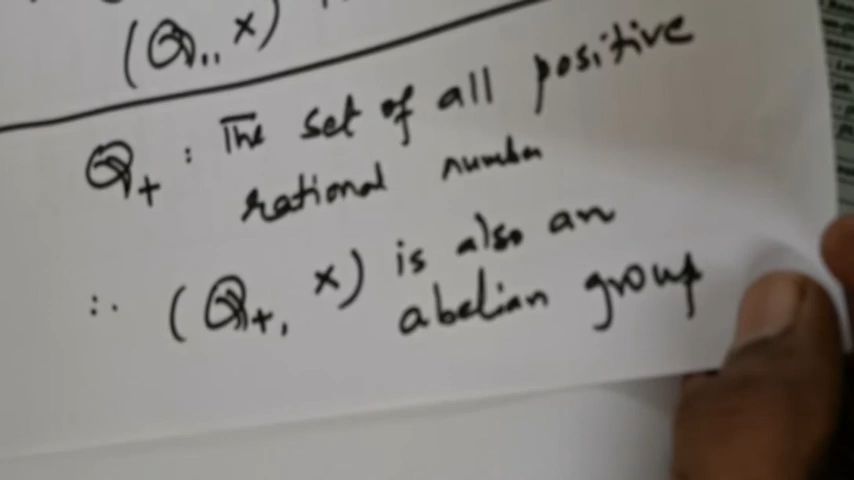 (Q , ×)
Q+ : The set of all positive
rational number
∴ (Q+, ×) is also an
abelian group